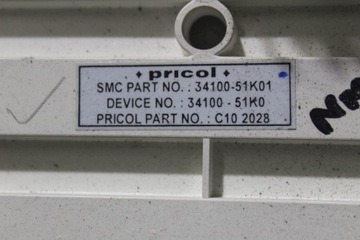 pricol
SMC PART NO. : 34100-51K01
DEVICE NO. : 34100 - 51K0
PRICOL PART NO. : C10 2028